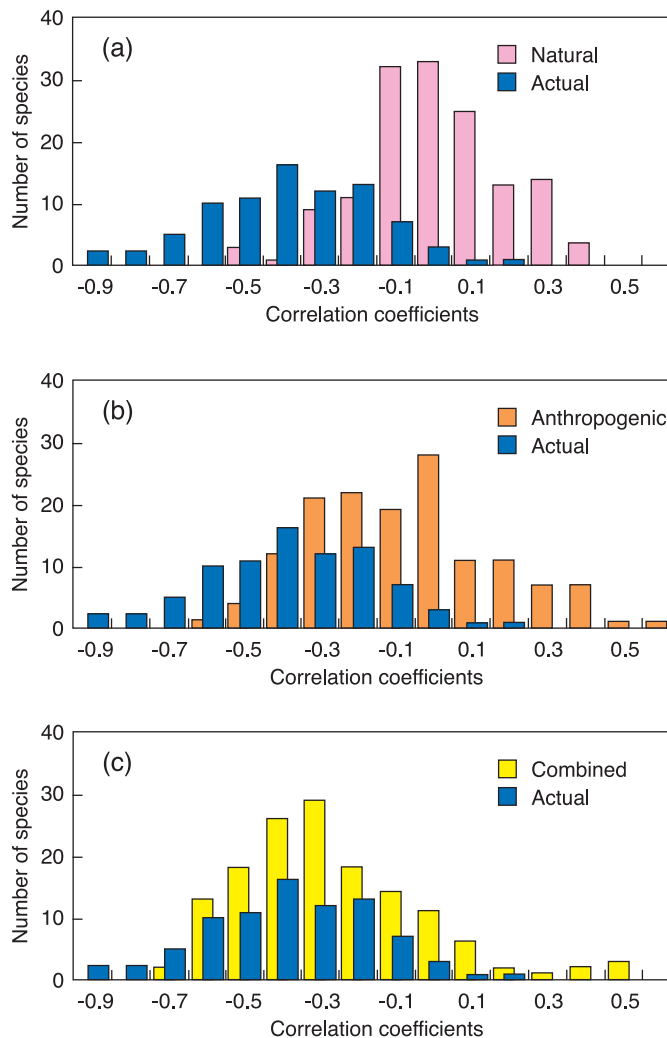 40
(a)
Natural
Actual
30
20
10
0
Number of species
-0.9 -0.7 -0.5 -0.3 -0.1 0.1 0.3 0.5
Correlation coefficients
40
(b)
Anthropogenic
Actual
30
20
10
0
Number of species
-0.9 -0.7 -0.5 -0.3 -0.1 0.1 0.3 0.5
Correlation coefficients
40
(c)
Combined
Actual
30
20
10
0
Number of species
-0.9 -0.7 -0.5 -0.3 -0.1 0.1 0.3 0.5
Correlation coefficients